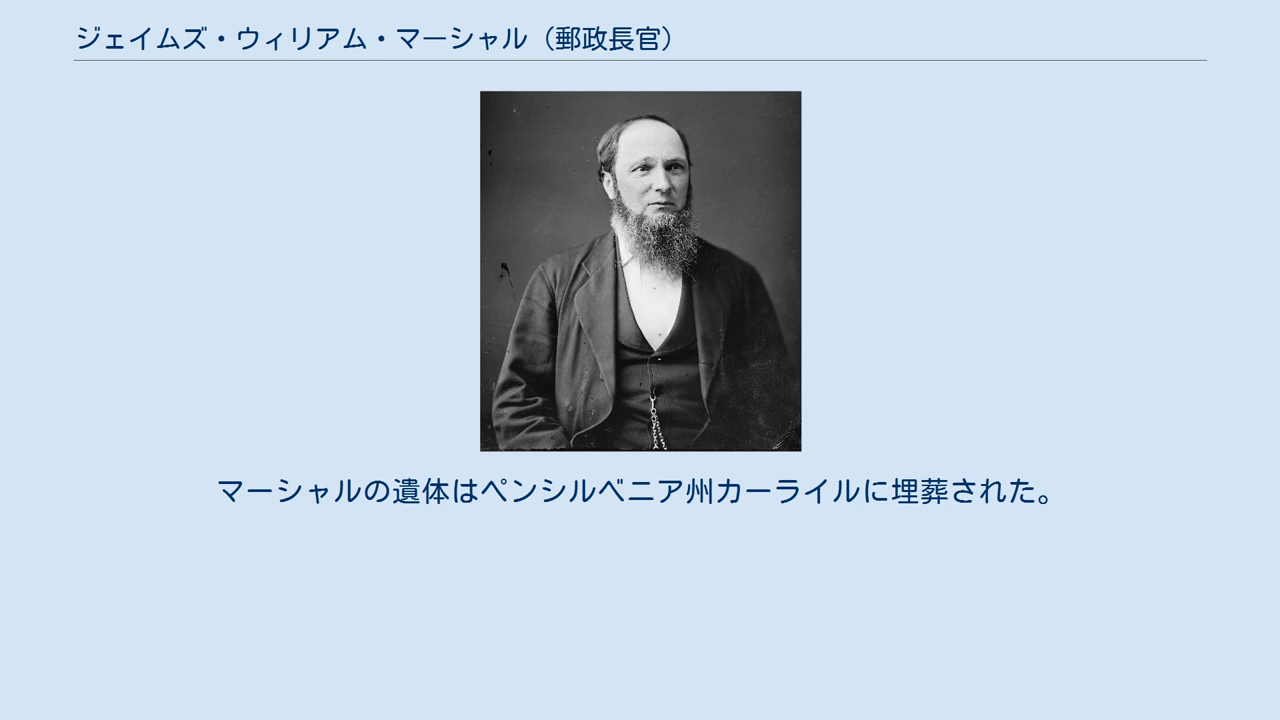 ジェイムズ・ウィリアム・マーシャル（郵政長官）
マーシャルの遺体はペンシルベニア州カーライルに埋葬された。